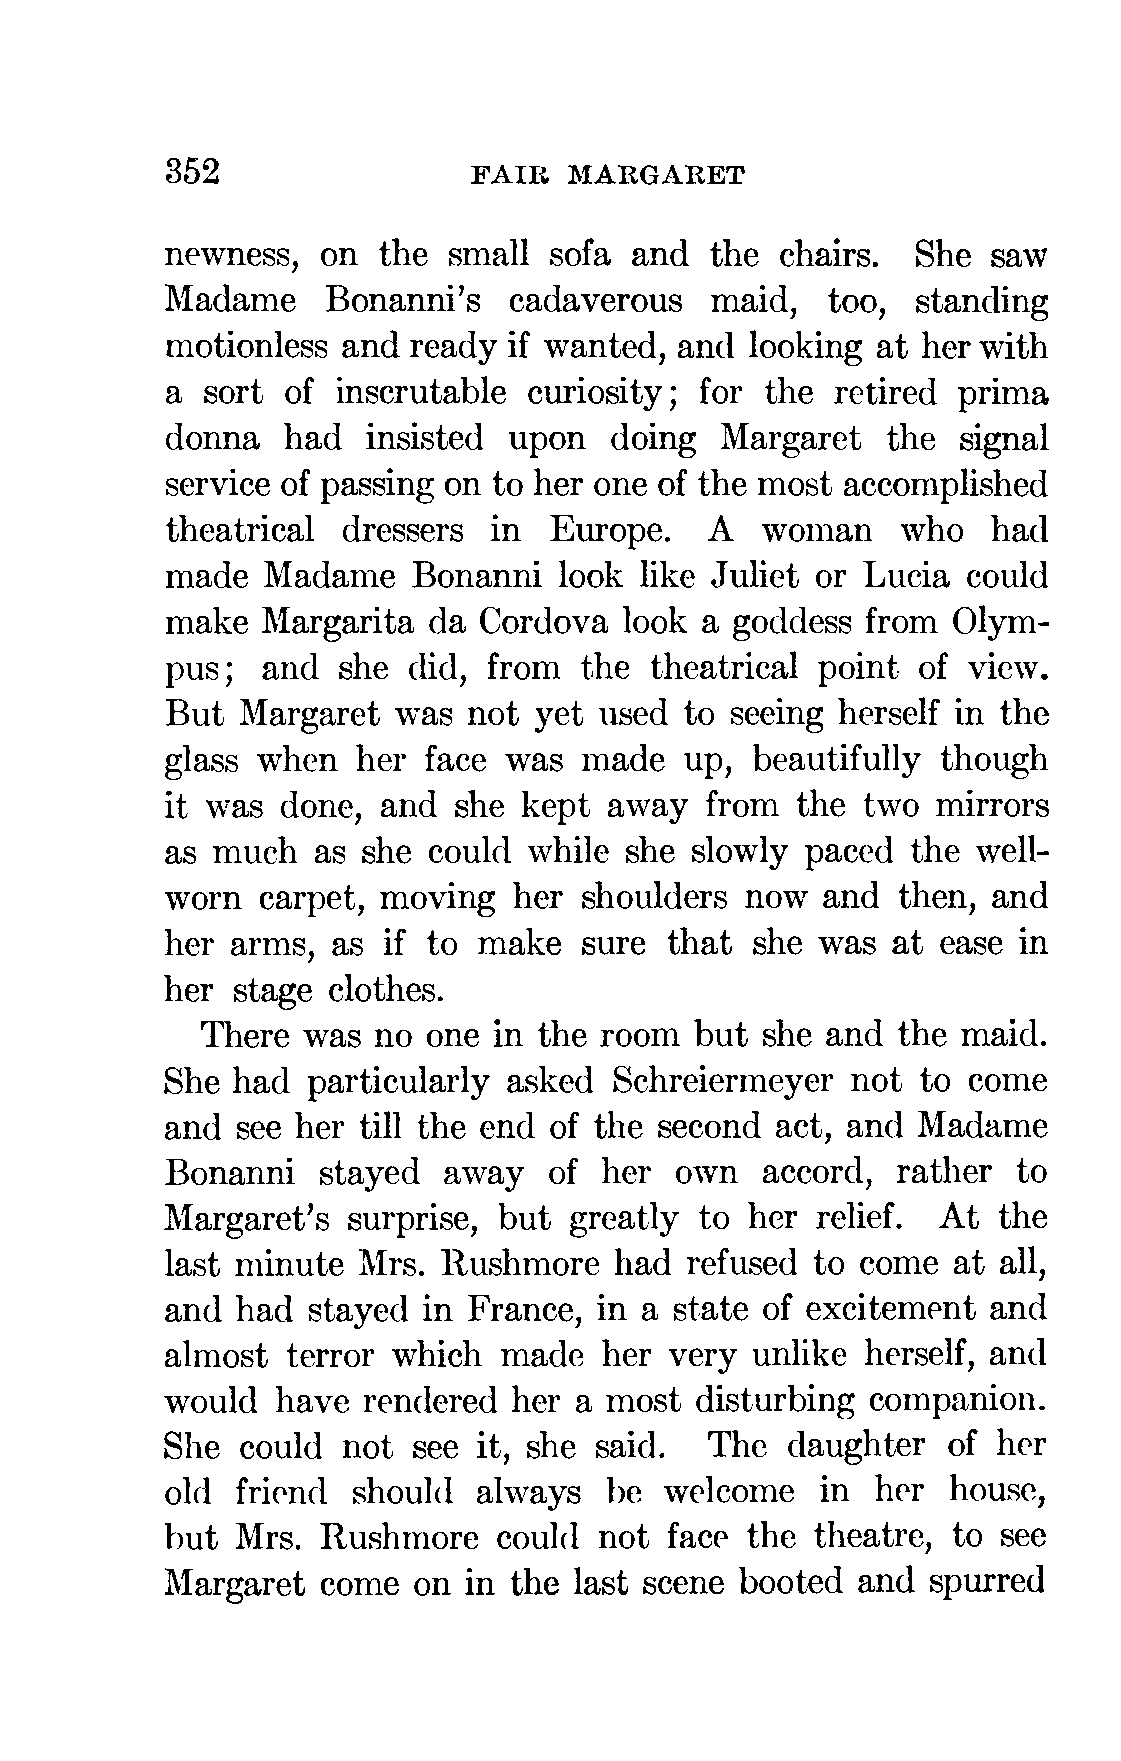 352 FAIR MARGARET
newness, on the small sofa and the chairs. She saw
Madame Bonanni's cadaverous maid, too, standing
motionless and ready if wanted, and looking at her with
a sort of inscrutable curiosity; for the retired prima
donna had insisted upon doing Margaret the signal
service of passing on to her one of the most accomplished
theatrical dressers in Europe. A woman who had
made Madame Bonanni look like Juliet or Lucia could
make Margarita da Cordova look a goddess from Olym-
pus; and she did, from the theatrical point of view.
But Margaret was not yet used to seeing herself in the
glass when her face was made up, beautifully though
it was done, and she kept away from the two mirrors
as much as she could while she slowly paced the well-
worn carpet, moving her shoulders now and then, and
her arms, as if to make sure that she was at ease in
her stage clothes.
There was no one in the room but she and the maid.
She had particularly asked Schreiermeyer not to come
and see her till the end of the second act, and Madame
Bonanni stayed away of her own accord, rather to
Margaret's surprise, but greatly to her relief. At the
last minute Mrs. Rushmore had refused to come at all,
and had stayed in France, in a state of excitement and
almost terror which made her very unlike herself, and
would have rendered her a most disturbing companion.
She could not see it, she said. The daughter of her
old friend should always be welcome in her house,
but Mrs. Rushmore could not face the theatre, to see
Margaret come on in the last scene booted and spurred